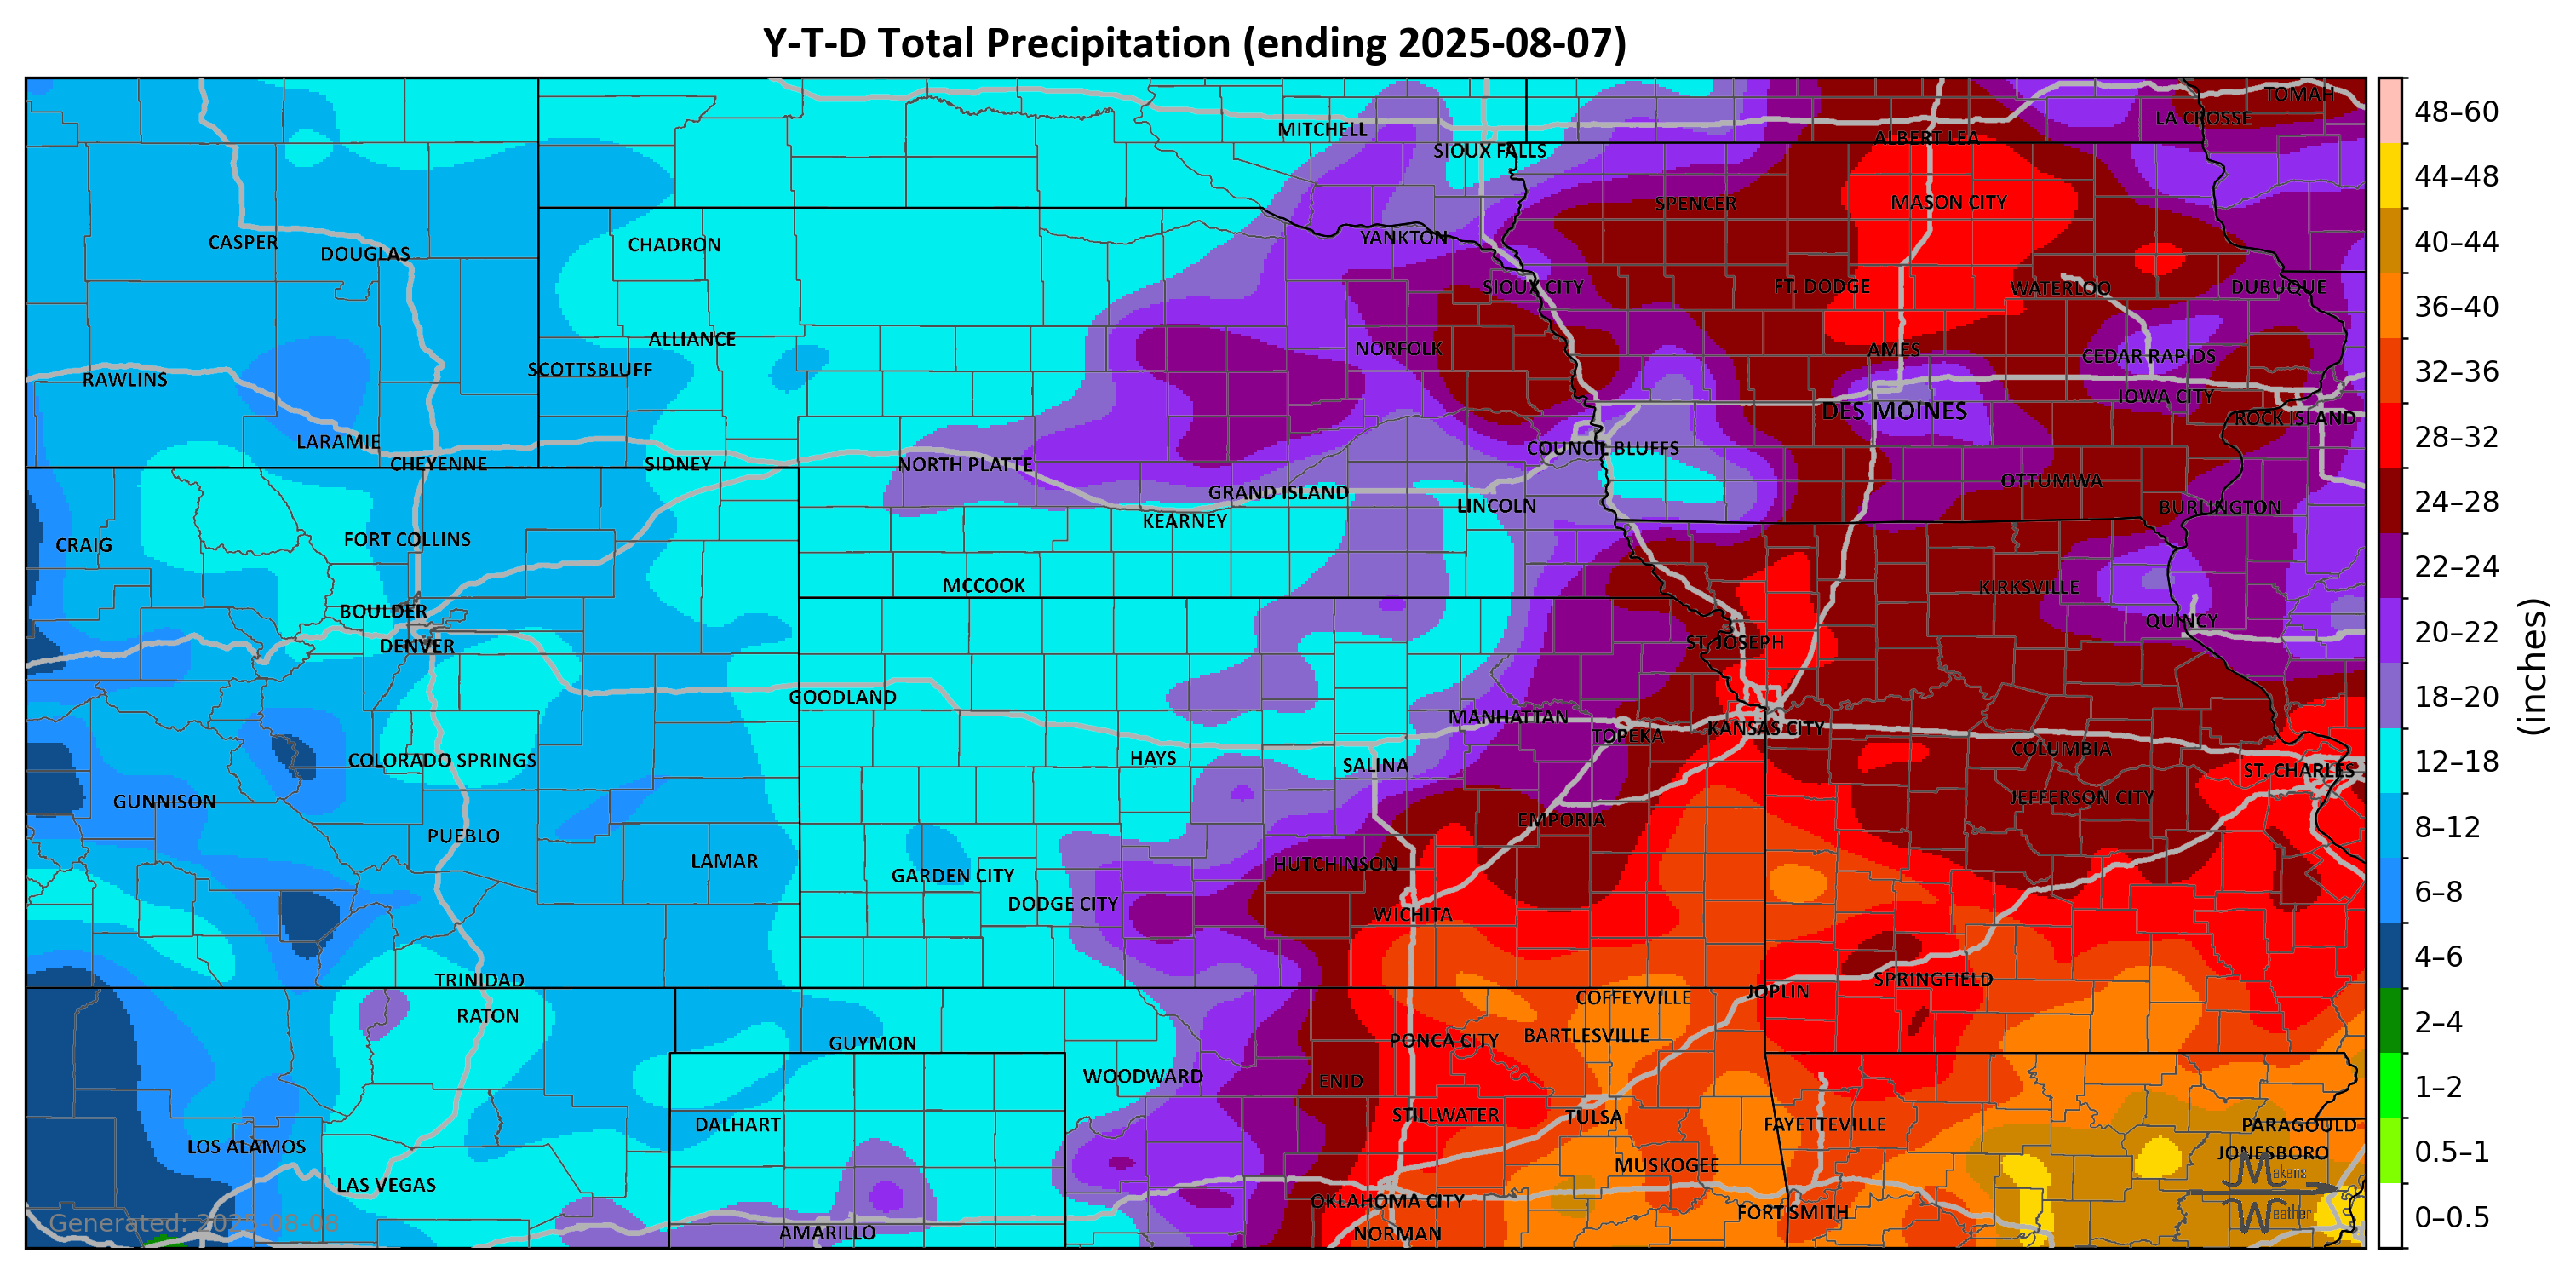 Y-T-D Total Precipitation (ending 2025-08-07)
TOMAH
LA CROSSE
MITCHELL
ALBERT LEA
SIOUX FALLS
SPENCER
MASON CITY
YANKTON
CASPER
DOUGLAS
CHADRON
SIOUX CITY
FT. DODGE
WATERLOO
DUBUQUE
ALLIANCE
NORFOLK
AMES
CEDAR RAPIDS
SCOTTSBLUFF
RAWLINS
IOWA CITY
DES MOINES
ROCK ISLAND
LARAMIE
COUNCIL BLUFFS
CHEYENNE
SIDNEY
NORTH PLATTE
OTTUMWA
GRAND ISLAND
LINCOLN
BURLINGTON
KEARNEY
FORT COLLINS
CRAIG
MCCOOK
KIRKSVILLE
BOULDER
QUINCY
DENVER
ST. JOSEPH
GOODLAND
MANHATTAN
TOPEKA
KANSAS CITY
COLUMBIA
COLORADO SPRINGS
HAYS
SALINA
ST. CHARLES
GUNNISON
JEFFERSON CITY
EMPORIA
PUEBLO
LAMAR
HUTCHINSON
GARDEN CITY
DODGE CITY
WICHITA
TRINIDAD
SPRINGFIELD
JOPLIN
COFFEYVILLE
RATON
BARTLESVILLE
PONCA CITY
GUYMON
WOODWARD
ENID
STILLWATER
TULSA
DALHART
FAYETTEVILLE
PARAGOULD
LOS ALAMOS
JONESBORO
MUSKOGEE
LAS VEGAS
OKLAHOMA CITY
FORT SMITH
AMARILLO
NORMAN
Generated: 2025-08-08
Makens
Weather
48–60
44–48
40–44
36–40
32–36
28–32
24–28
22–24
20–22
18–20
12–18
8–12
6–8
4–6
2–4
1–2
0.5–1
0–0.5
(inches)